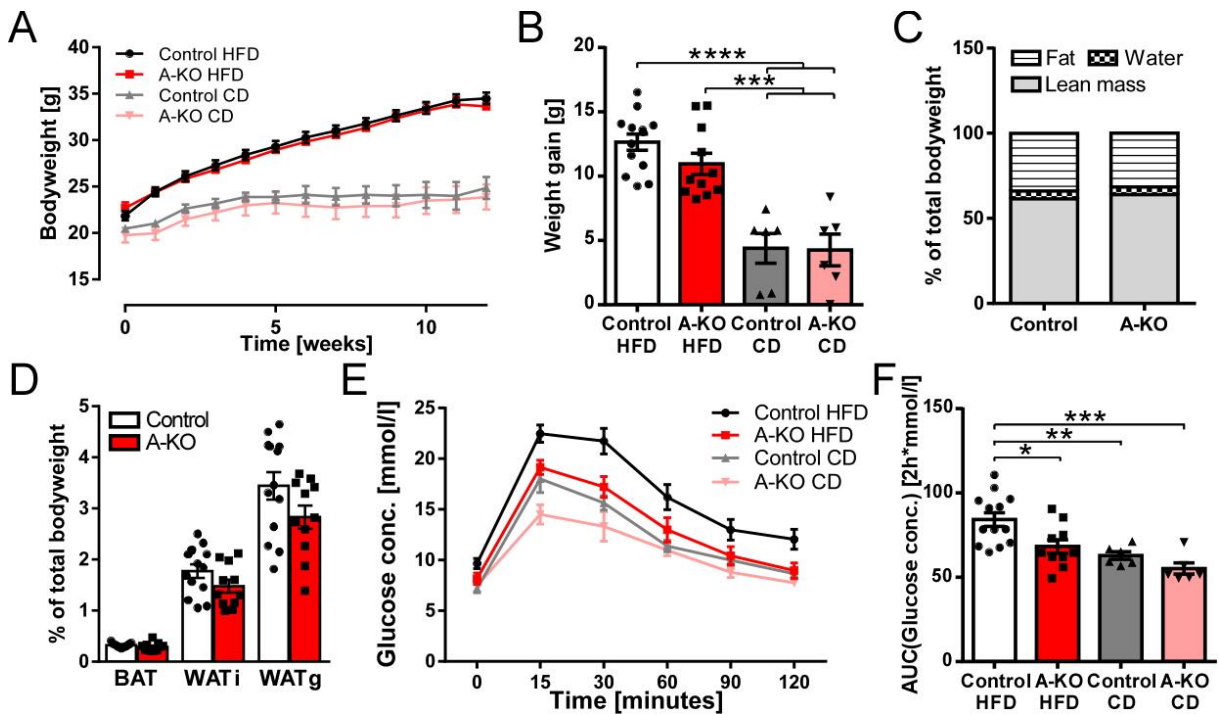 A
Bodyweight [g]
40
35
30
25
20
15
Control HFD
A-KO HFD
Control CD
A-KO CD
0 5 10
Time [weeks]
B
Weight gain [g]
20
15
10
5
0
****
***
Control HFD
A-KO HFD
Control CD
A-KO CD
C
% of total bodyweight
150
100
50
0
Fat Water
Lean mass
Control A-KO
D
% of total bodyweight
5
4
3
2
1
0
Control
A-KO
BAT WATi WATg
E
Glucose conc. [mmol/l]
25
20
15
10
5
0
Control HFD
A-KO HFD
Control CD
A-KO CD
0 15 30 60 90 120
Time [minutes]
F
AUC(Glucose conc.) [2h*mmol/l]
150
100
50
0
***
**
*
Control HFD
A-KO HFD
Control CD
A-KO CD